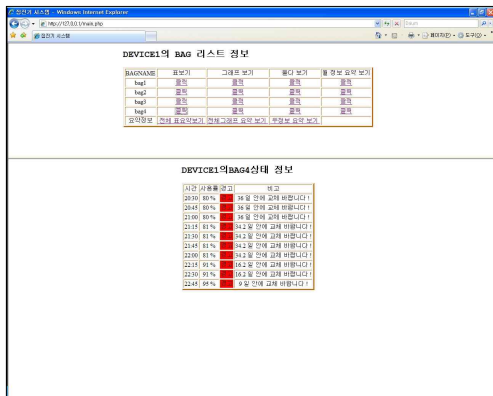 집진기 시스템 - Windows Internet Explorer
http://127.0.0.1/main.php
집진기 시스템
DEVICE1의 BAG 리스트 정보
BAGNAME 표보기 그래프 보기 둘다 보기 월 정보 요약 보기
bag1 클릭 클릭 클릭 클릭
bag2 클릭 클릭 클릭 클릭
bag3 클릭 클릭 클릭 클릭
bag4 클릭 클릭 클릭 클릭
요약정보 전체 표요약보기 전체그래프 요약 보기 주정보 요약 보기
DEVICE1의BAG4상태 정보
시간 사용율 경고 비고
20:30 80 % 36 일 안에 교체 바랍니다 !
20:45 80 % 36 일 안에 교체 바랍니다 !
21:00 80 % 36 일 안에 교체 바랍니다 !
21:15 81 % 34.2 일 안에 교체 바랍니다 !
21:30 81 % 34.2 일 안에 교체 바랍니다 !
21:45 81 % 34.2 일 안에 교체 바랍니다 !
22:00 81 % 34.2 일 안에 교체 바랍니다 !
22:15 91 % 16.2 일 안에 교체 바랍니다 !
22:30 91 % 16.2 일 안에 교체 바랍니다 !
22:45 95 % 9 일 안에 교체 바랍니다 !